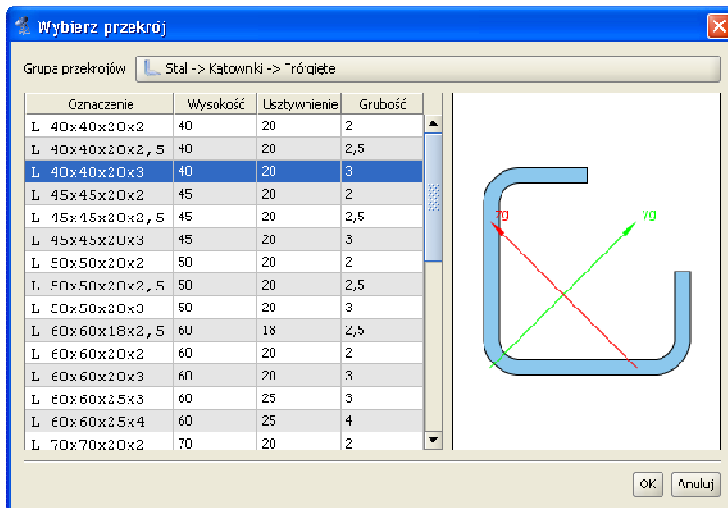 Wybierz przekrój
Grupa przekrojów Stal -> Kątowniki -> Trójgięte
Oznaczenie Wysokość Usztywnienie Grubość
L 40x40x20x2 40 20 2
L 40x40x20x2,5 40 20 2,5
L 40x40x20x3 40 20 3
L 45x45x20x2 45 20 2
L 45x45x20x2,5 45 20 2,5
L 45x45x20x3 45 20 3
L 50x50x20x2 50 20 2
L 50x50x20x2,5 50 20 2,5
L 50x50x20x3 50 20 3
L 60x60x18x2,5 60 18 2,5
L 60x60x20x2 60 20 2
L 60x60x20x3 60 20 3
L 60x60x25x3 60 25 3
L 60x60x25x4 60 25 4
L 70x70x20x2 70 20 2
OK Anuluj